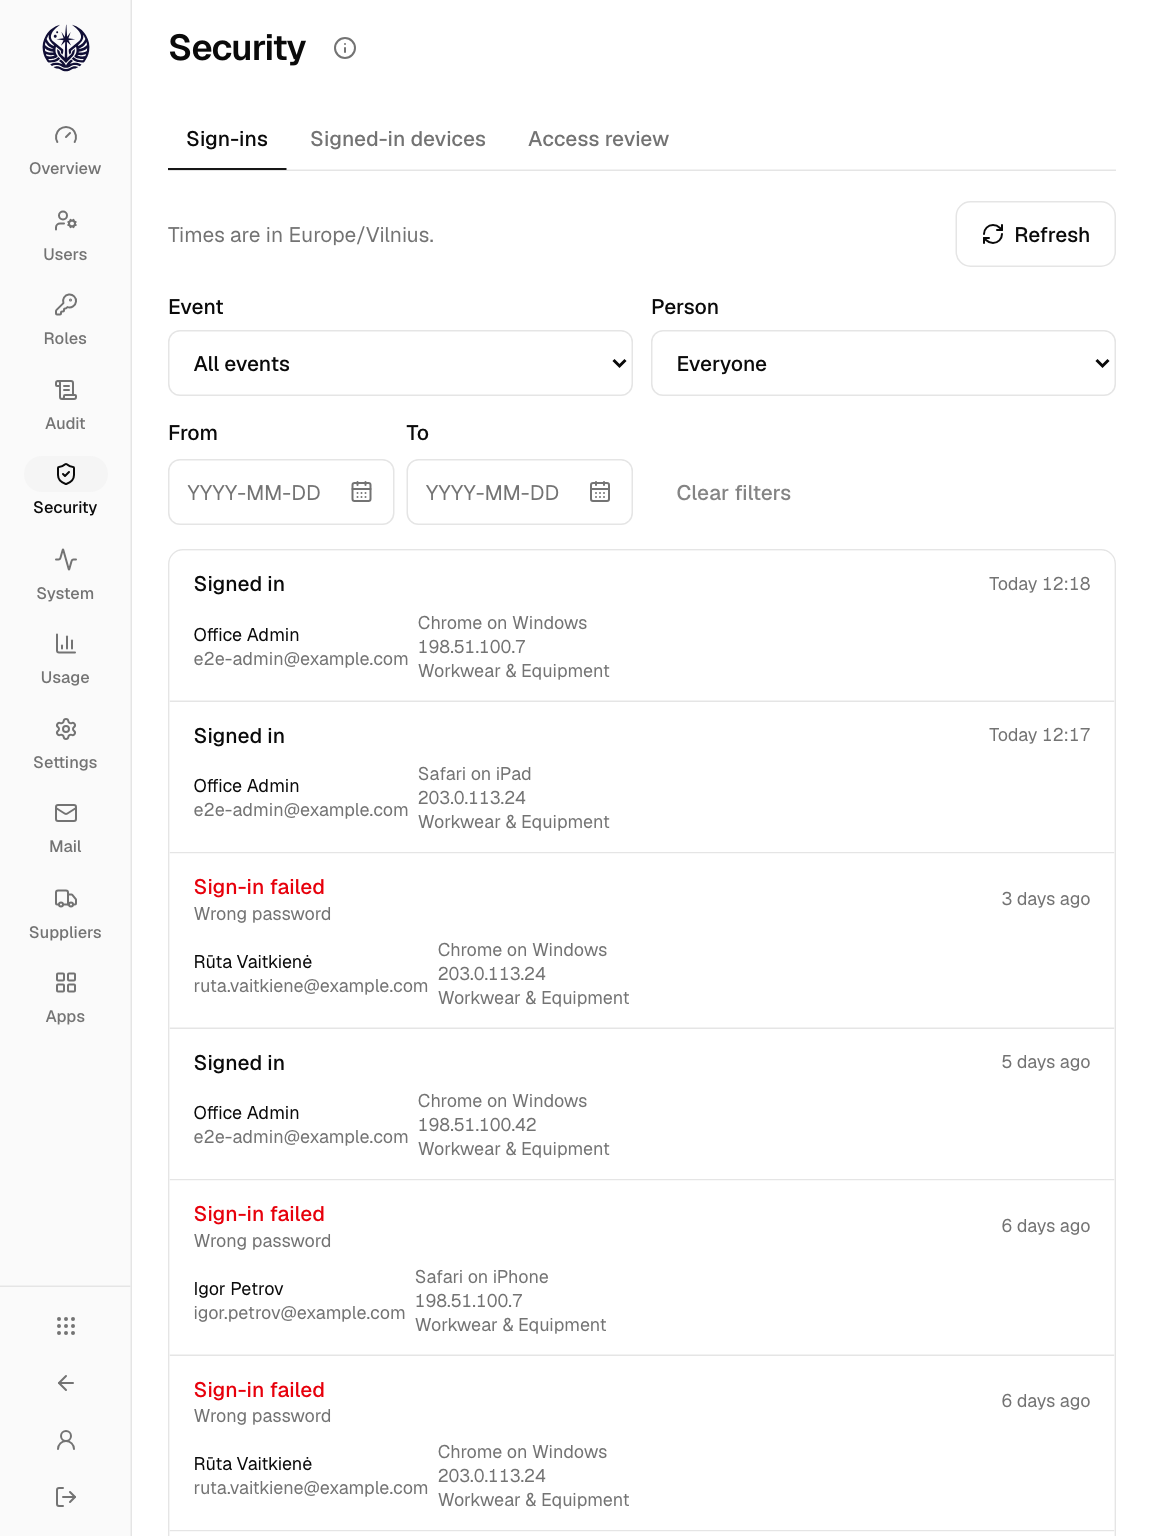 Security
Overview
Users
Roles
Audit
Security
System
Usage
Settings
Mail
Suppliers
Apps
Sign-ins
Signed-in devices
Access review
Times are in Europe/Vilnius.
Refresh
Event
Person
All events
Everyone
From
To
YYYY-MM-DD
YYYY-MM-DD
Clear filters
Signed in
Today 12:18
Office Admin
e2e-admin@example.com
Chrome on Windows
198.51.100.7
Workwear & Equipment
Signed in
Today 12:17
Office Admin
e2e-admin@example.com
Safari on iPad
203.0.113.24
Workwear & Equipment
Sign-in failed
Wrong password
3 days ago
Rūta Vaitkienė
ruta.vaitkiene@example.com
Chrome on Windows
203.0.113.24
Workwear & Equipment
Signed in
5 days ago
Office Admin
e2e-admin@example.com
Chrome on Windows
198.51.100.42
Workwear & Equipment
Sign-in failed
Wrong password
6 days ago
Igor Petrov
igor.petrov@example.com
Safari on iPhone
198.51.100.7
Workwear & Equipment
Sign-in failed
Wrong password
6 days ago
Rūta Vaitkienė
ruta.vaitkiene@example.com
Chrome on Windows
203.0.113.24
Workwear & Equipment